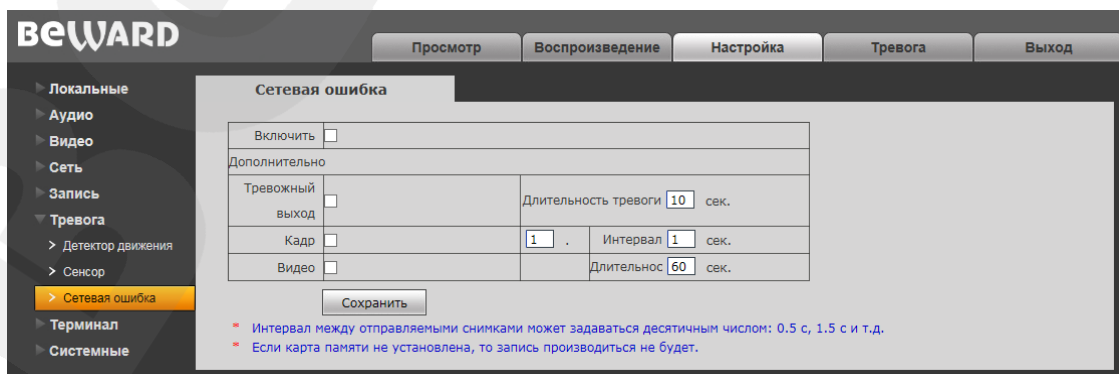 BEWARD
Просмотр Воспроизведение Настройка Тревога Выход
Локальные
Аудио
Видео
Сеть
Запись
Тревога
> Детектор движения
> Сенсор
> Сетевая ошибка
Терминал
Системные
Сетевая ошибка
Включить
Дополнительно
Тревожный выход Длительность тревоги 10 сек.
Кадр 1 . Интервал 1 сек.
Видео Длительнос 60 сек.
Сохранить
* Интервал между отправляемыми снимками может задаваться десятичным числом: 0.5 с, 1.5 с и т.д.
* Если карта памяти не установлена, то запись производиться не будет.